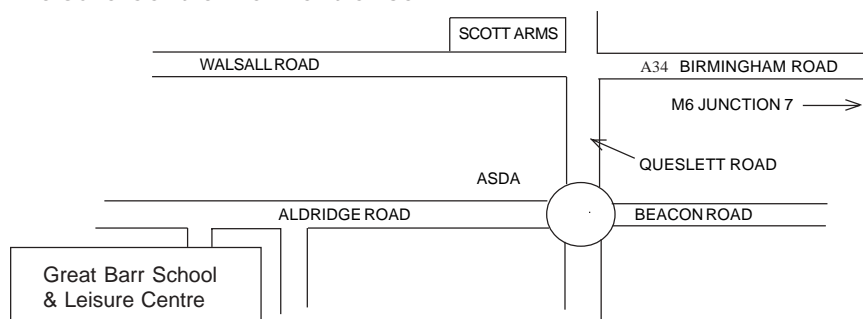 SCOTT ARMS
WALSALL ROAD
A34 BIRMINGHAM ROAD
M6 JUNCTION 7
QUESLETT ROAD
ASDA
ALDRIDGE ROAD
BEACON ROAD
Great Barr School
& Leisure Centre